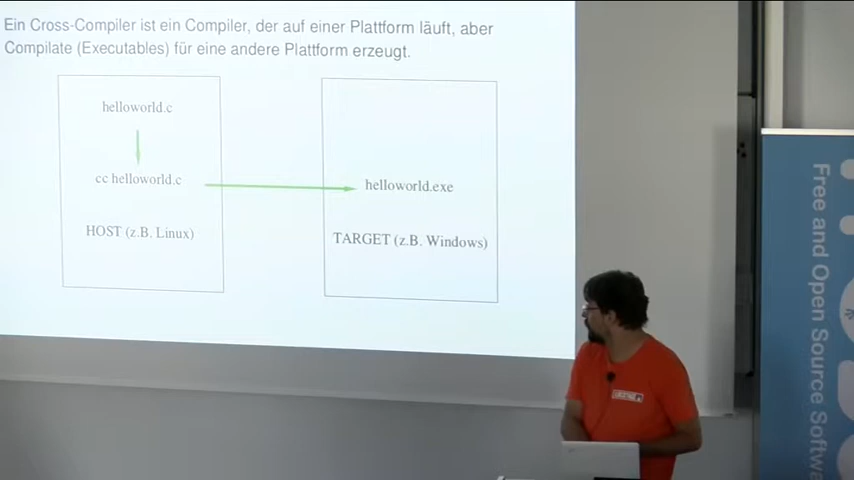 Ein Cross-Compiler ist ein Compiler, der auf einer Plattform läuft, aber
Compilate (Executables) für eine andere Plattform erzeugt.
helloworld.c
cc helloworld.c
HOST (z.B. Linux)
helloworld.exe
TARGET (z.B. Windows)
Free and Open Source